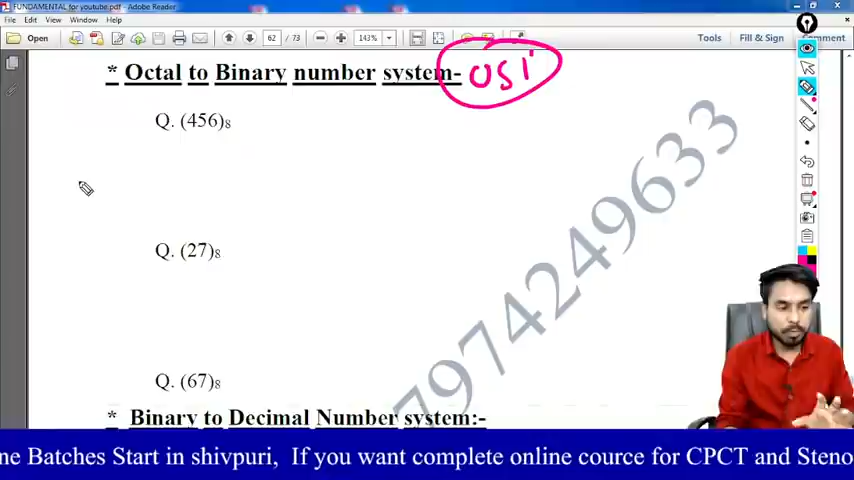 FUNDAMENTAL for youtube.pdf - Adobe Reader
File Edit View Window Help
Open 62 / 73 143% Tools Fill & Sign
* Octal to Binary number system-
Q. (456)₈
Q. (27)₈
Q. (67)₈
* Binary to Decimal Number system:-
7974249633
ne Batches Start in shivpuri, If you want complete online cource for CPCT and Steno